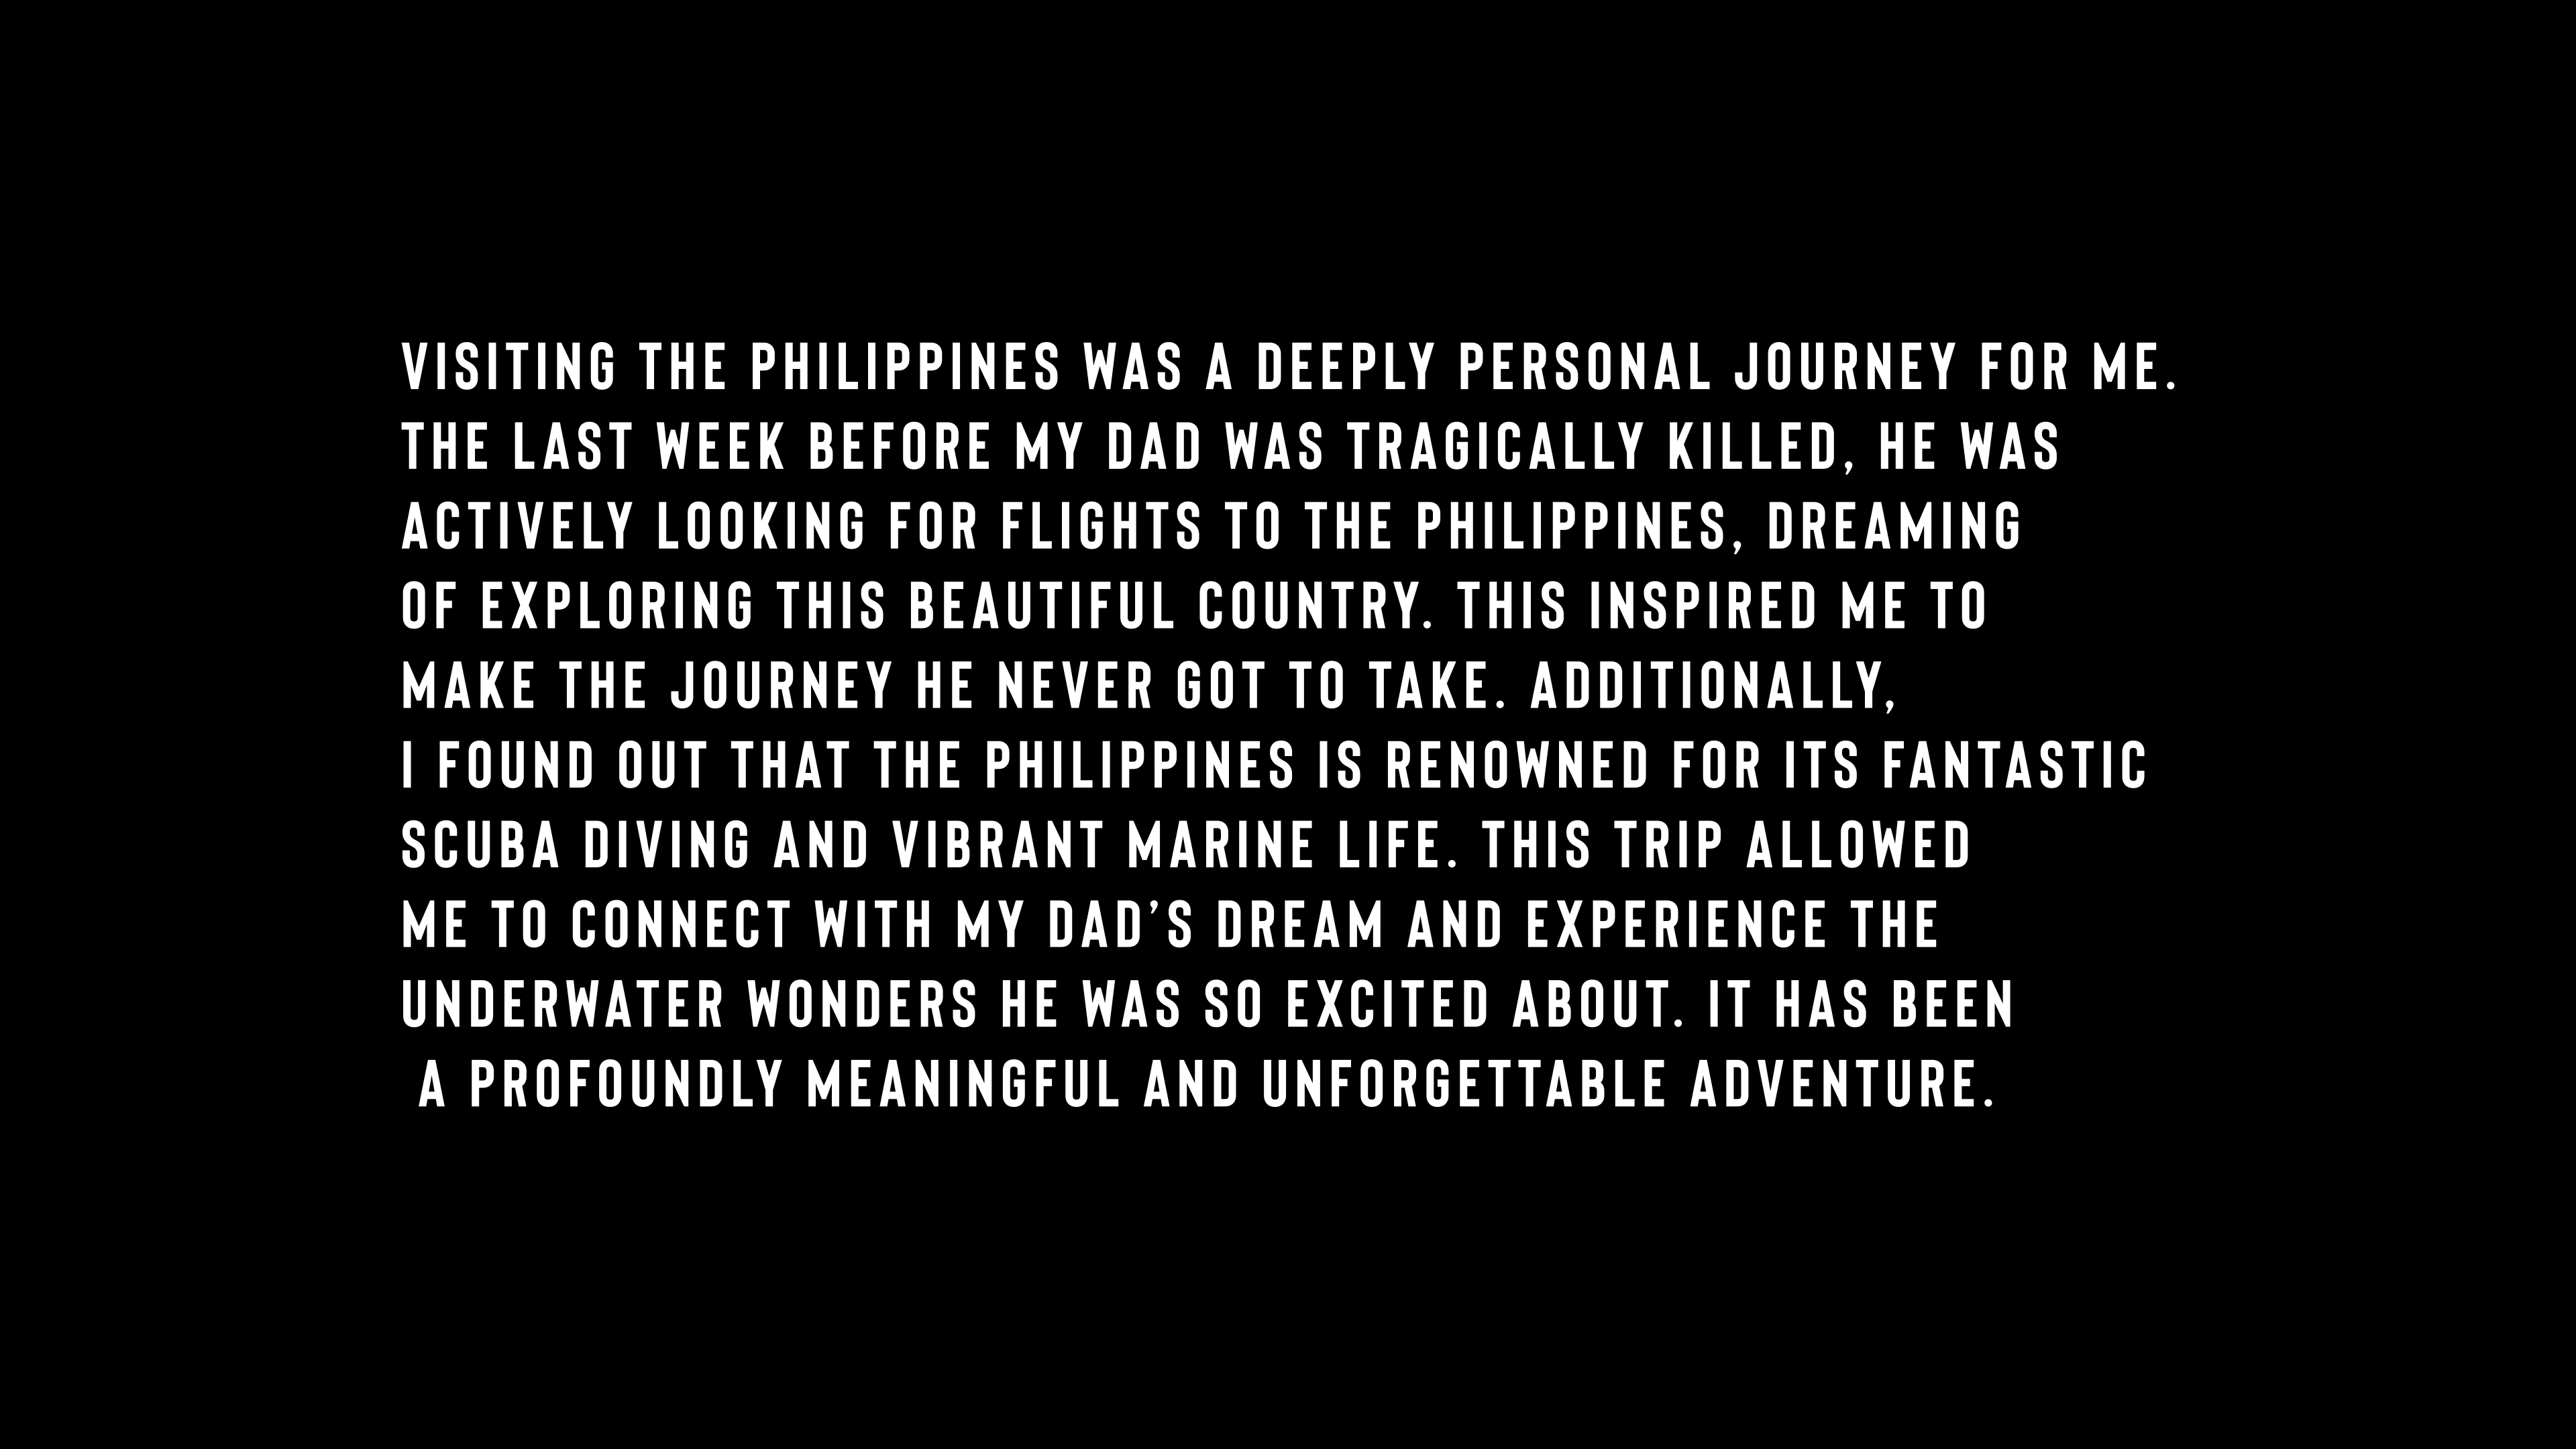 VISITING THE PHILIPPINES WAS A DEEPLY PERSONAL JOURNEY FOR ME.
THE LAST WEEK BEFORE MY DAD WAS TRAGICALLY KILLED, HE WAS
ACTIVELY LOOKING FOR FLIGHTS TO THE PHILIPPINES, DREAMING
OF EXPLORING THIS BEAUTIFUL COUNTRY. THIS INSPIRED ME TO
MAKE THE JOURNEY HE NEVER GOT TO TAKE. ADDITIONALLY,
I FOUND OUT THAT THE PHILIPPINES IS RENOWNED FOR ITS FANTASTIC
SCUBA DIVING AND VIBRANT MARINE LIFE. THIS TRIP ALLOWED
ME TO CONNECT WITH MY DAD’S DREAM AND EXPERIENCE THE
UNDERWATER WONDERS HE WAS SO EXCITED ABOUT. IT HAS BEEN
A PROFOUNDLY MEANINGFUL AND UNFORGETTABLE ADVENTURE.